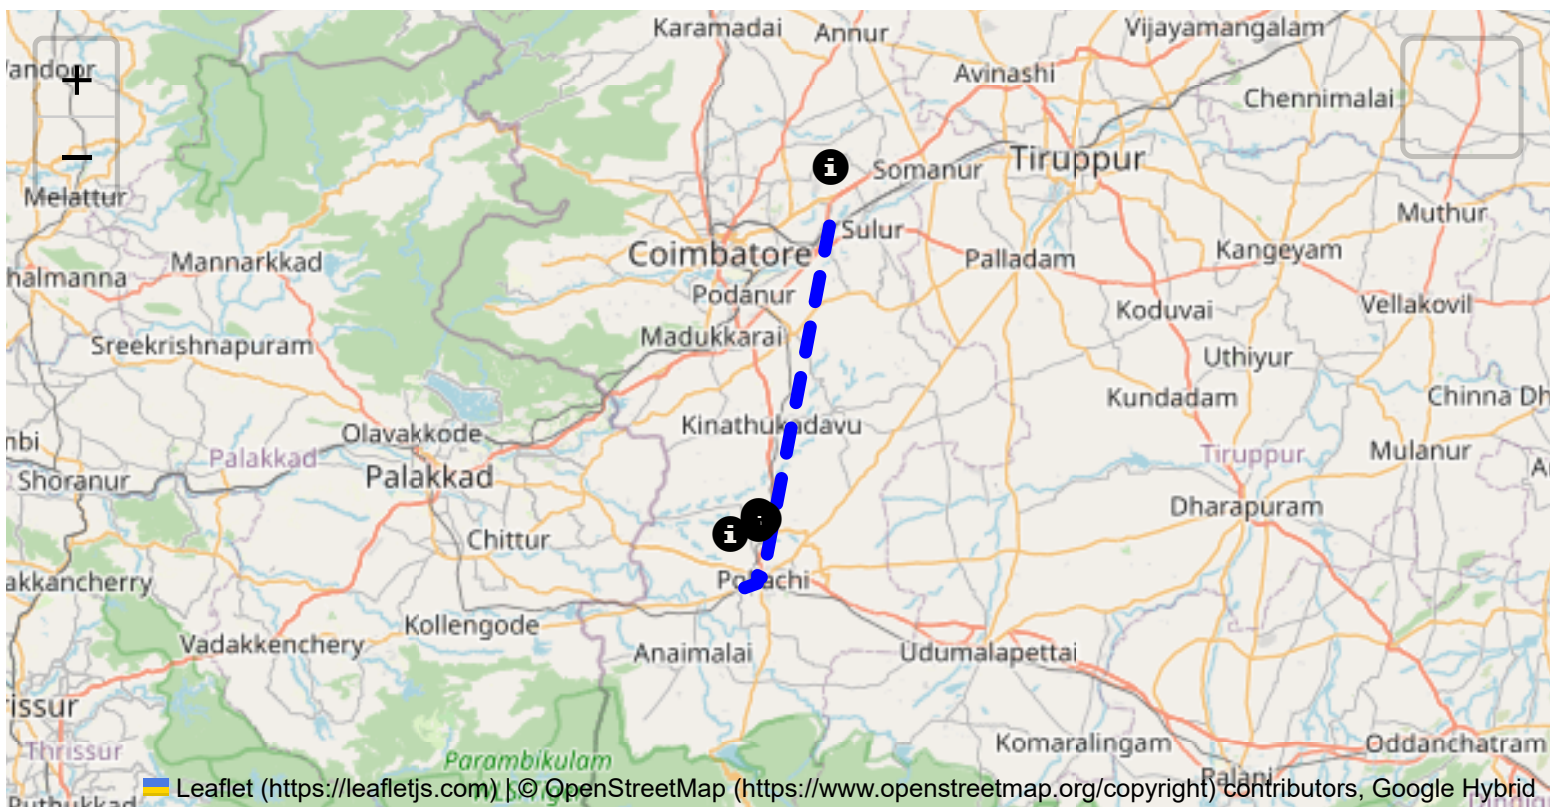 Karamadai
Annur
Vijayamangalam
Avinashi
Chennimalai
+
−
Melattur
Somanur
Tiruppur
Muthur
Sulur
Coimbatore
Mannarkkad
Palladam
Kangeyam
Podanur
Koduvai
Vellakovil
Madukkarai
Sreekrishnapuram
Uthiyur
Kundadam
Kinathukadavu
Olavakkode
Palakkad
Palakkad
Shoranur
Tiruppur
Mulanur
Dharapuram
Chittur
Kollengode
Vadakkenchery
Anaimalai
Udumalapettai
Komaralingam
Oddanchatram
Thrissur
Parambikulam
Palani
Leaflet (https://leafletjs.com) | © OpenStreetMap (https://www.openstreetmap.org/copyright) contributors, Google Hybrid